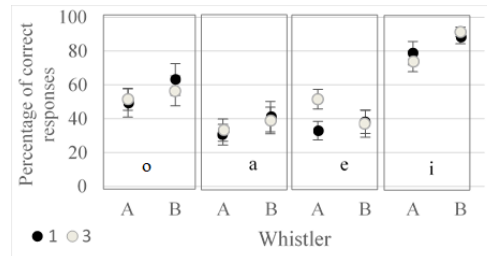 Percentage of correct
responses
100
80
60
40
20
0
o a e i
A B A B A B A B
1 3
Whistler